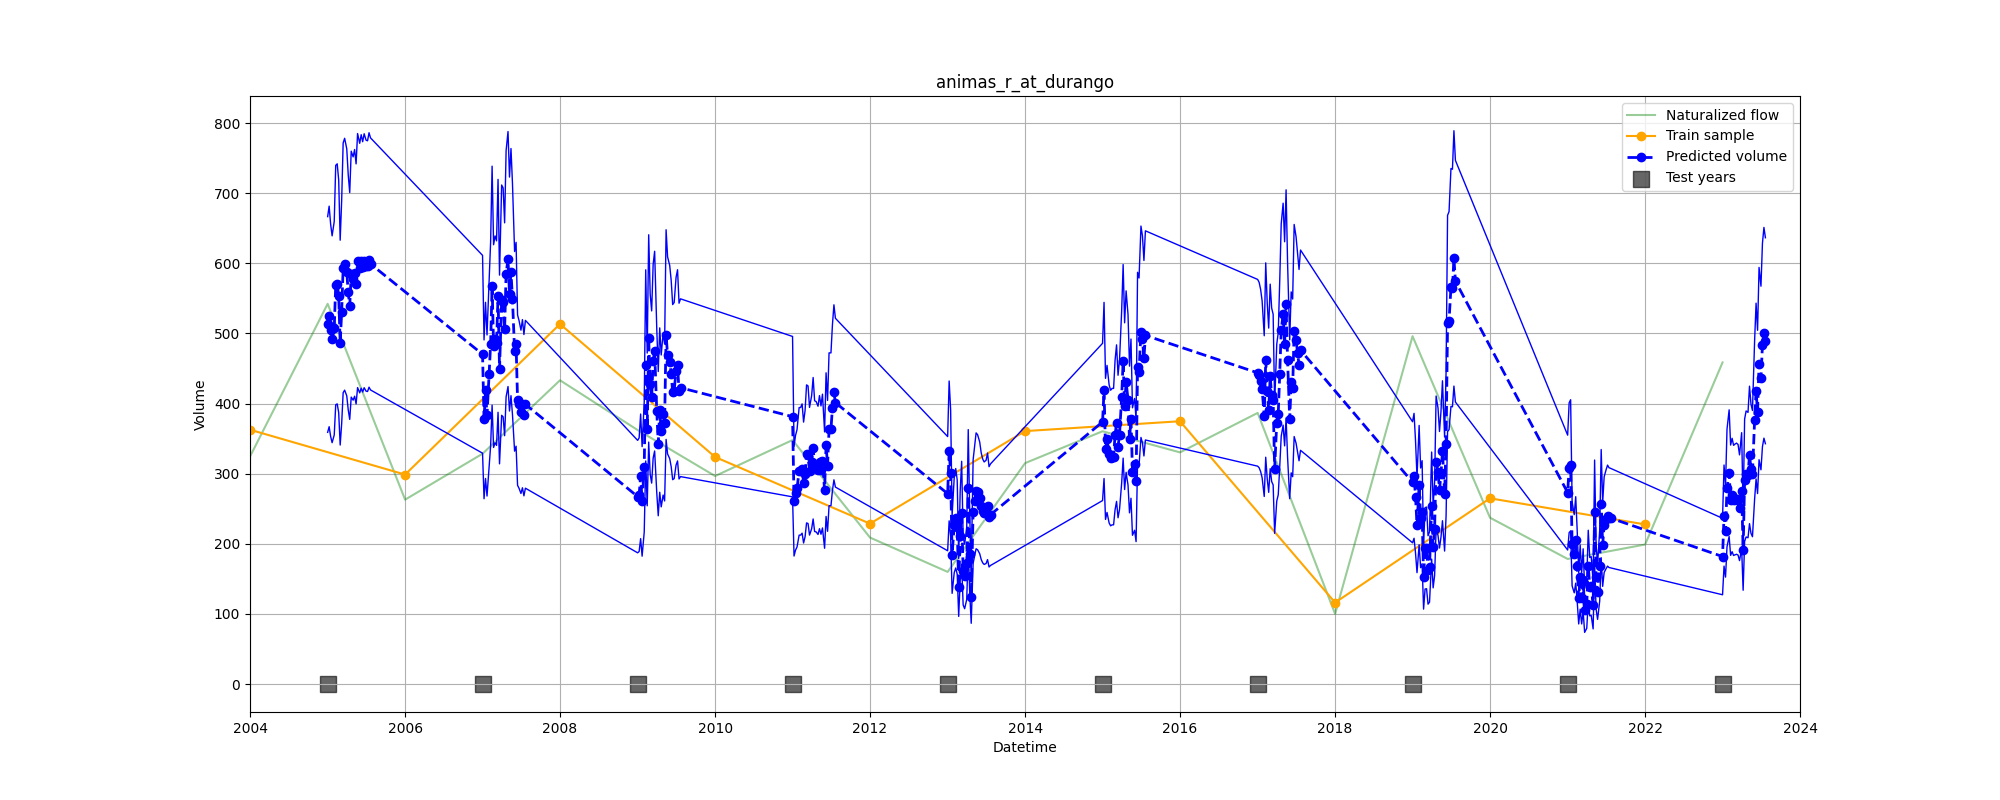 animas_r_at_durango
Naturalized flow
Train sample
Predicted volume
Test years
Volume
800
700
600
500
400
300
200
100
0
2004 2006 2008 2010 2012 2014 2016 2018 2020 2022 2024
Datetime